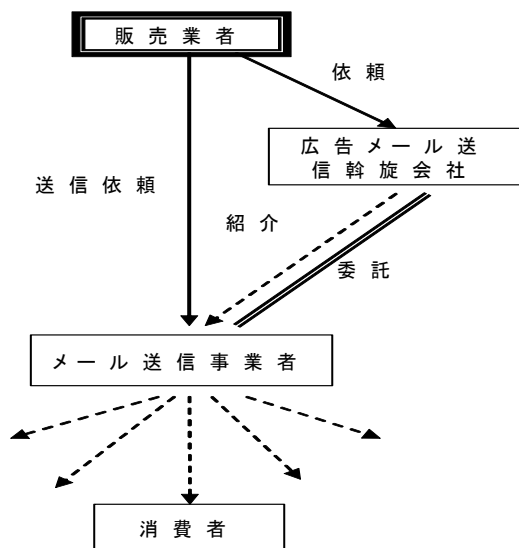 販売業者
依頼
広告メール送
信斡旋会社
送信依頼
紹介
委託
メール送信事業者
消費者